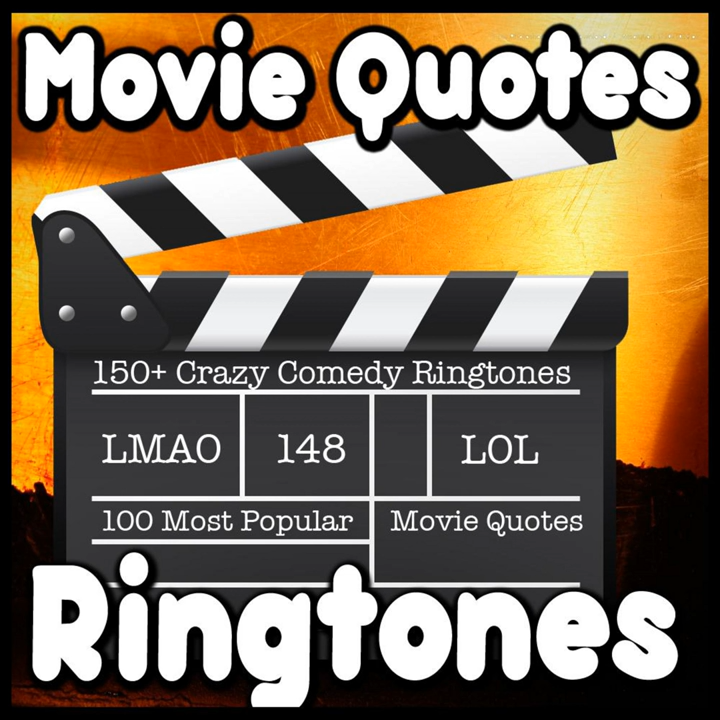 Movie Quotes
150+ Crazy Comedy Ringtones
LMAO 148 LOL
100 Most Popular Movie Quotes
Ringtones